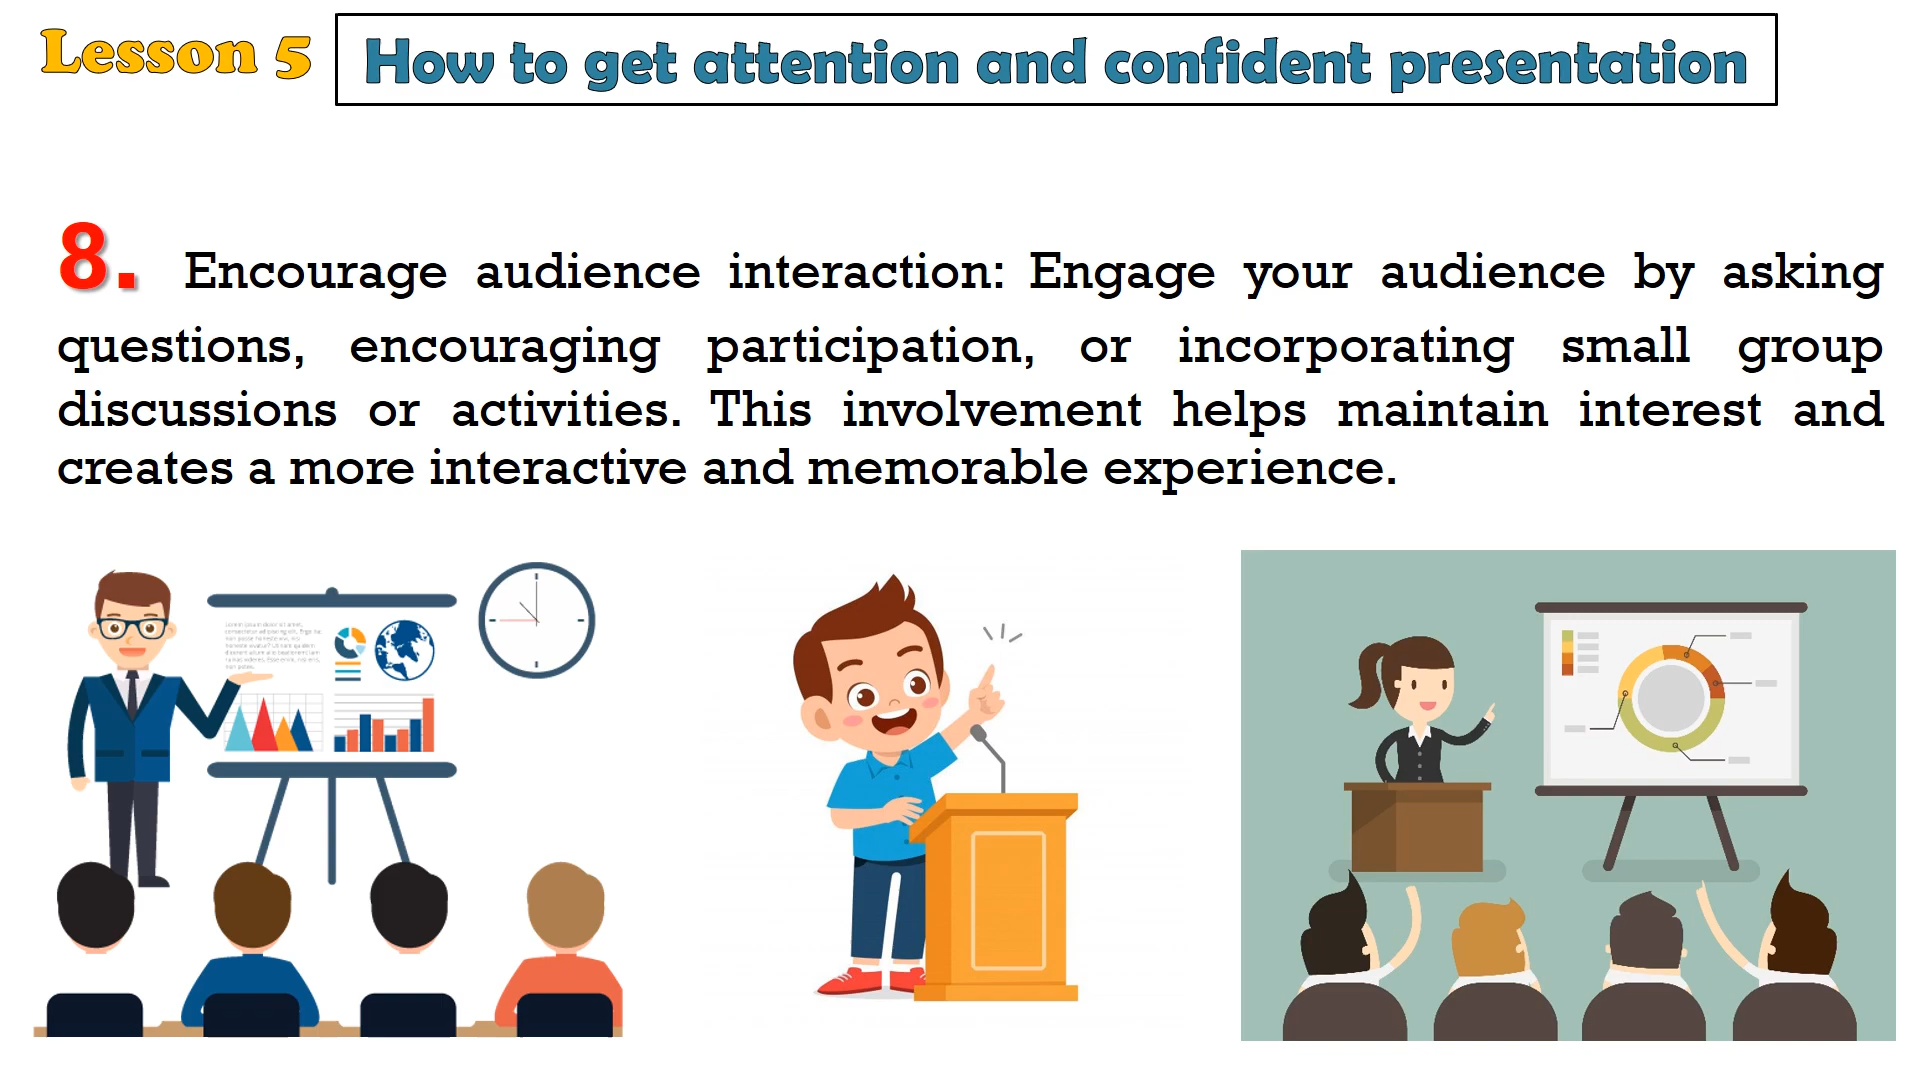 Lesson 5
How to get attention and confident presentation
8. Encourage audience interaction: Engage your audience by asking
questions, encouraging participation, or incorporating small group
discussions or activities. This involvement helps maintain interest and
creates a more interactive and memorable experience.